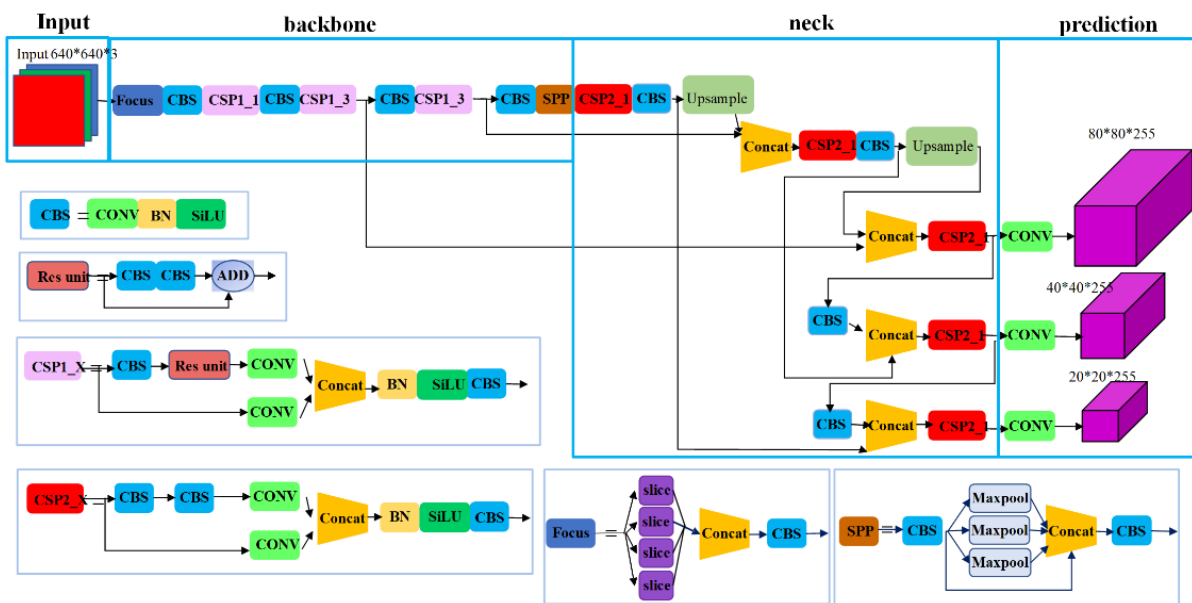 Input backbone neck prediction
Input 640*640*3
Focus CBS CSP1_1 CBS CSP1_3 CBS CSP1_3 CBS SPP CSP2_1 CBS Upsample
Concat CSP2_1 CBS Upsample
80*80*255
Concat CSP2_1 CONV
40*40*255
CBS Concat CSP2_1 CONV
20*20*255
CBS Concat CSP2_1 CONV
CBS = CONV BN SiLU
Res unit = CBS CBS ADD
CSP1_X = CBS Res unit CONV
CONV
Concat BN SiLU CBS
CSP2_X = CBS CBS CONV
CONV
Concat BN SiLU CBS
Focus = slice
slice
slice
slice
Concat CBS
SPP = CBS Maxpool
Maxpool
Maxpool
Concat CBS